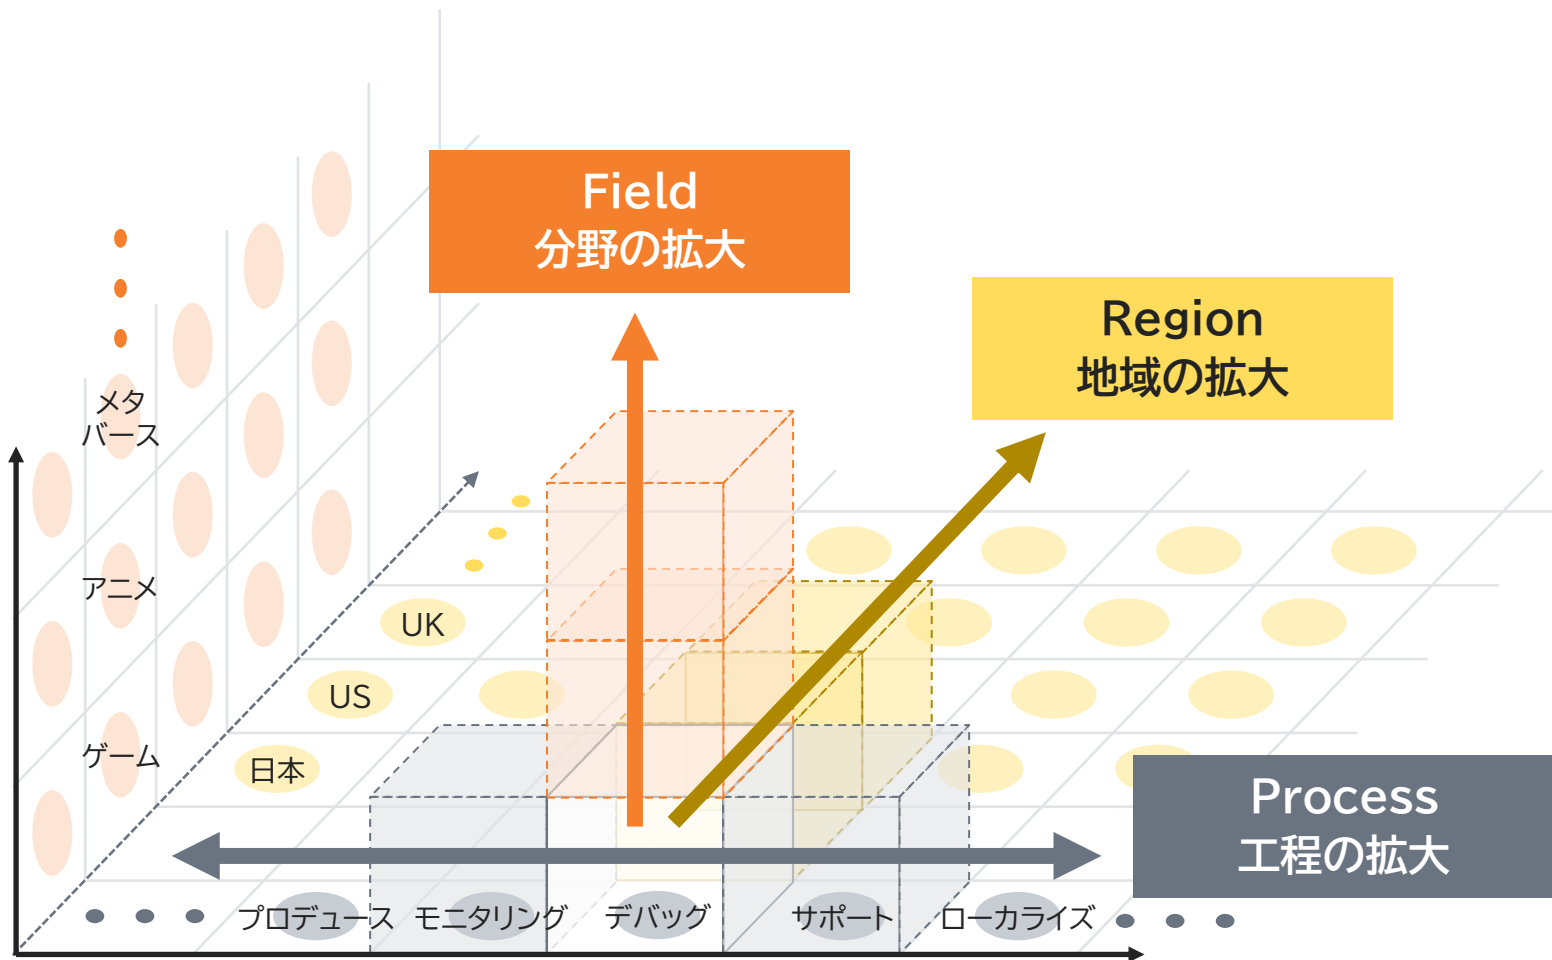 Field
分野の拡大
Region
地域の拡大
メタ
バース
アニメ
UK
US
ゲーム
日本
Process
工程の拡大
プロデュース
モニタリング
デバッグ
サポート
ローカライズ